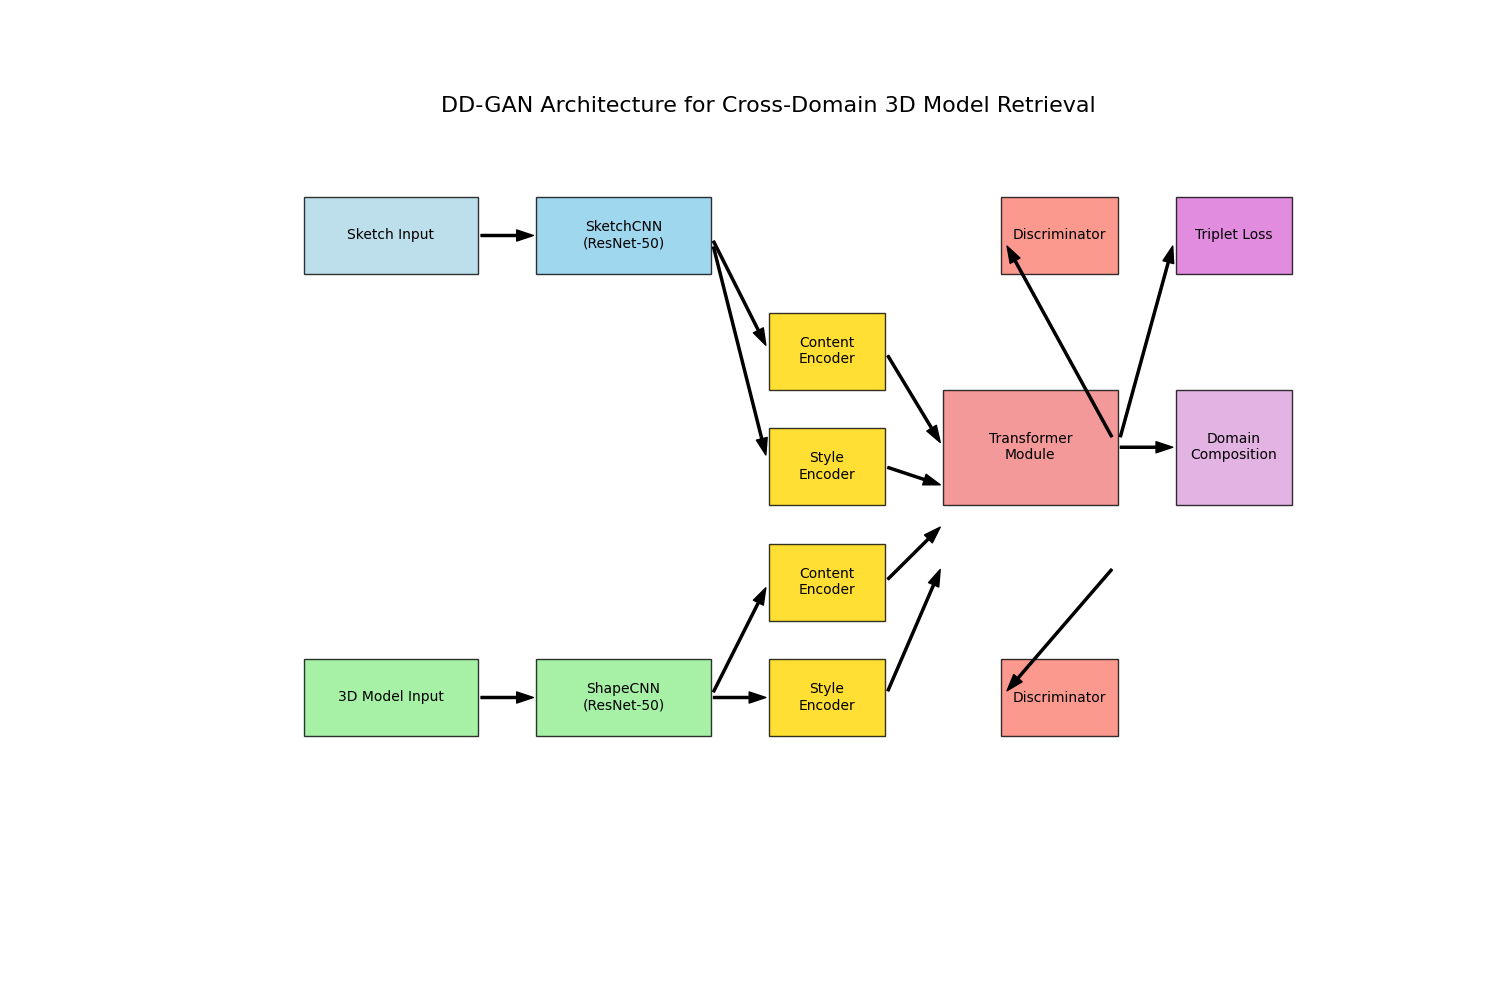 DD-GAN Architecture for Cross-Domain 3D Model Retrieval
Sketch Input
SketchCNN
(ResNet-50)
Discriminator
Triplet Loss
Content
Encoder
Style
Encoder
Transformer
Module
Domain
Composition
Content
Encoder
3D Model Input
ShapeCNN
(ResNet-50)
Style
Encoder
Discriminator